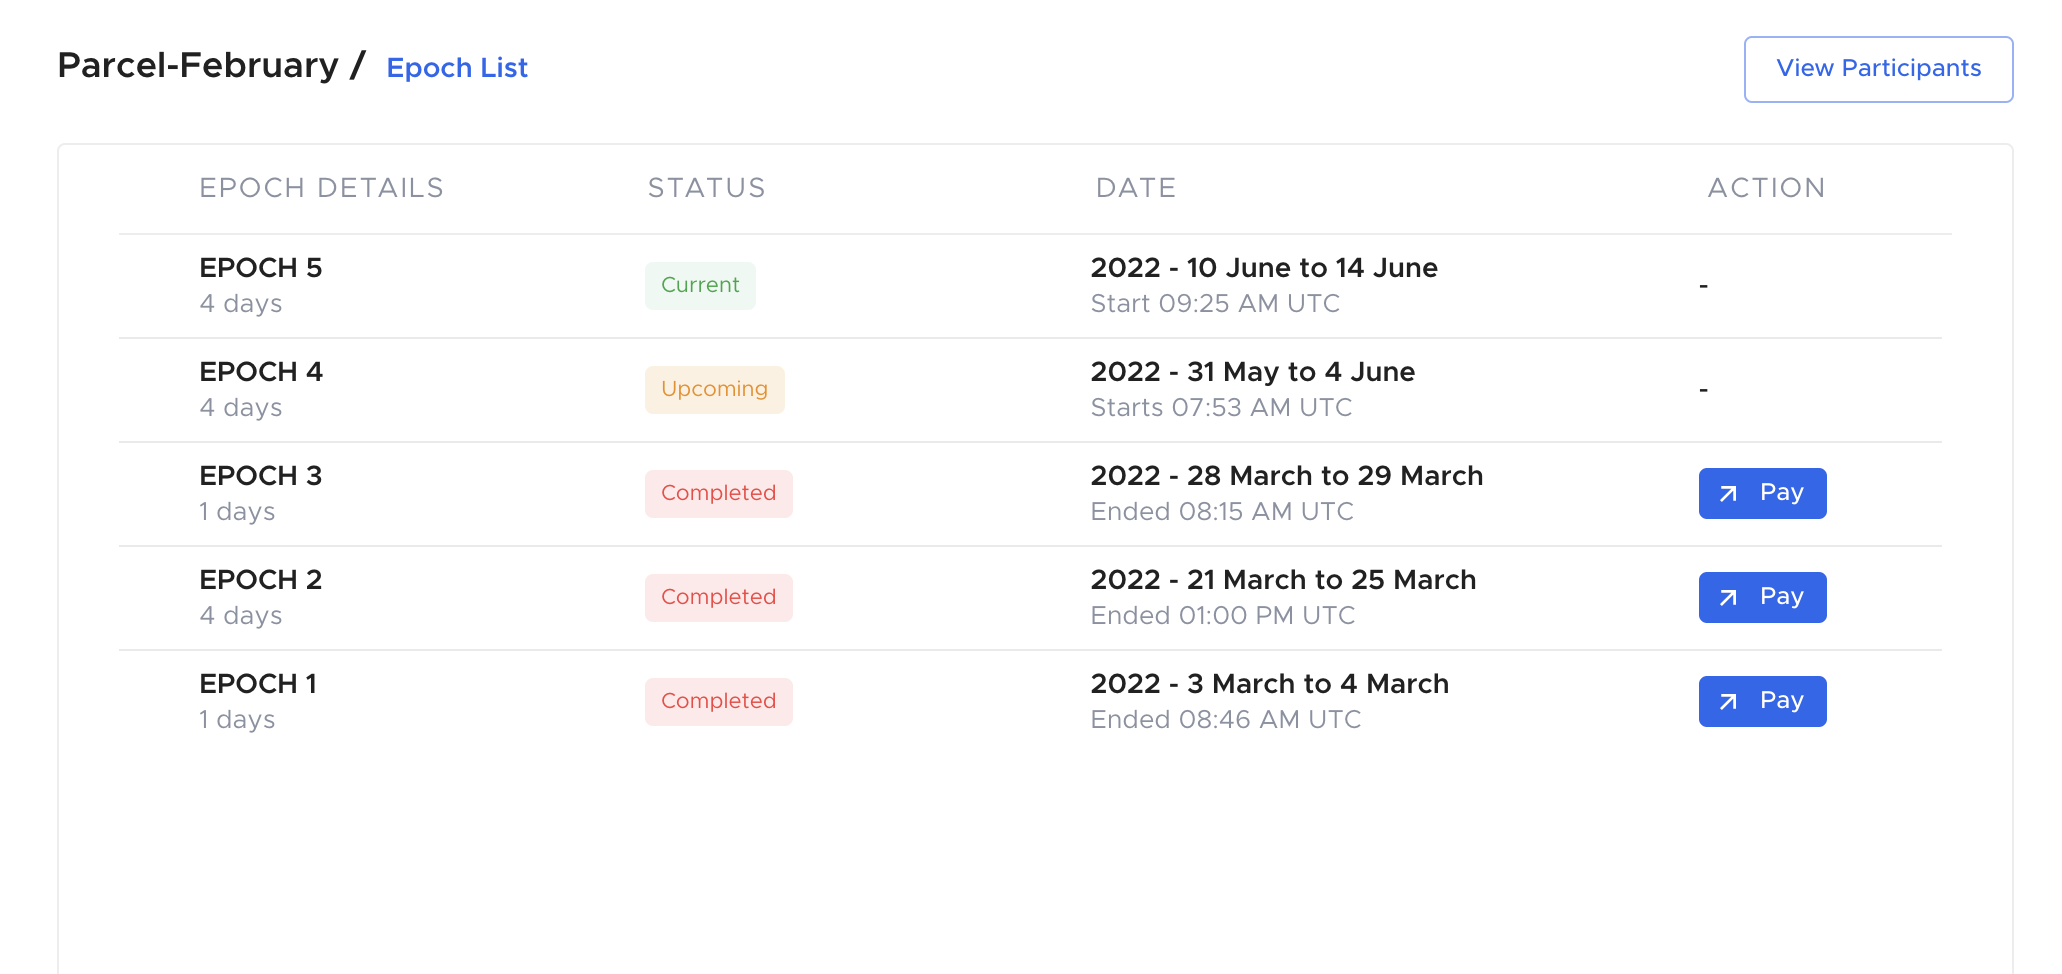 Parcel-February / Epoch List
View Participants
EPOCH DETAILS STATUS DATE ACTION
EPOCH 5
4 days
Current
2022 - 10 June to 14 June
Start 09:25 AM UTC
-
EPOCH 4
4 days
Upcoming
2022 - 31 May to 4 June
Starts 07:53 AM UTC
-
EPOCH 3
1 days
Completed
2022 - 28 March to 29 March
Ended 08:15 AM UTC
Pay
EPOCH 2
4 days
Completed
2022 - 21 March to 25 March
Ended 01:00 PM UTC
Pay
EPOCH 1
1 days
Completed
2022 - 3 March to 4 March
Ended 08:46 AM UTC
Pay